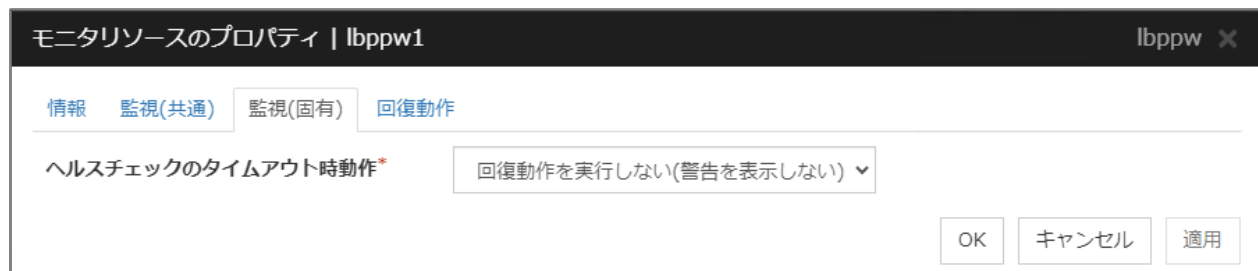 モニタリソースのプロパティ | lbppw1 lbppw ×
情報 監視(共通) 監視(固有) 回復動作
ヘルスチェックのタイムアウト時動作* 回復動作を実行しない(警告を表示しない)
OK キャンセル 適用